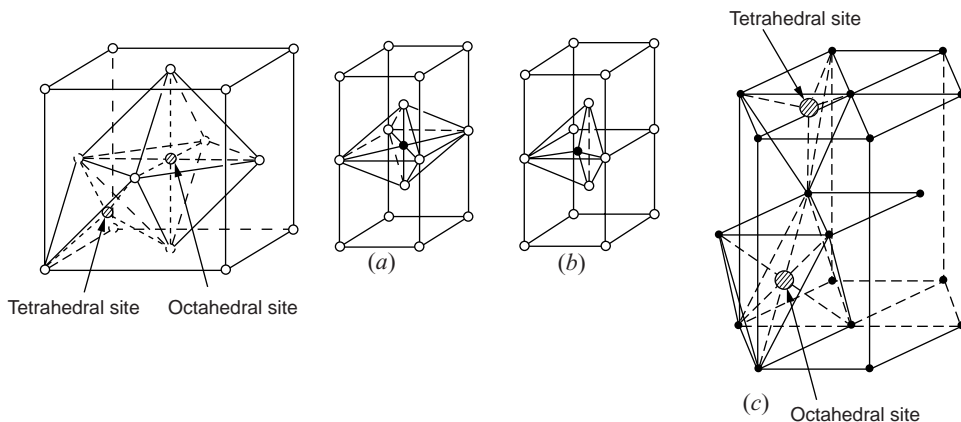 Tetrahedral site
Octahedral site
(a)
(b)
Tetrahedral site
(c)
Octahedral site